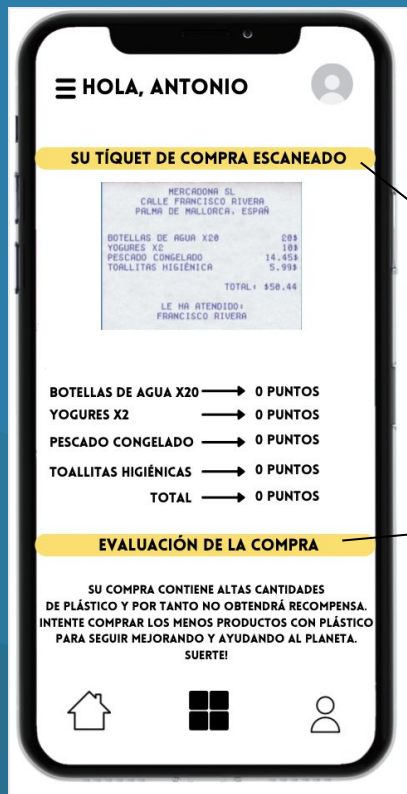 HOLA, ANTONIO
SU TÍQUET DE COMPRA ESCANEADO
MERCADONA SL
CALLE FRANCISCO RIVERA
PALMA DE MALLORCA, ESPAÑ
BOTELLAS DE AGUA X20 20$
YOGURES X2 10$
PESCADO CONGELADO 14.45$
TOALLITAS HIGIÉNICA 5.99$
TOTAL: $50.44
LE HA ATENDIDO:
FRANCISCO RIVERA
BOTELLAS DE AGUA X20 → 0 PUNTOS
YOGURES X2 → 0 PUNTOS
PESCADO CONGELADO → 0 PUNTOS
TOALLITAS HIGIÉNICAS → 0 PUNTOS
TOTAL → 0 PUNTOS
EVALUACIÓN DE LA COMPRA
SU COMPRA CONTIENE ALTAS CANTIDADES
DE PLÁSTICO Y POR TANTO NO OBTENDRÁ RECOMPENSA.
INTENTE COMPRAR LOS MENOS PRODUCTOS CON PLÁSTICO
PARA SEGUIR MEJORANDO Y AYUDANDO AL PLANETA.
SUERTE!